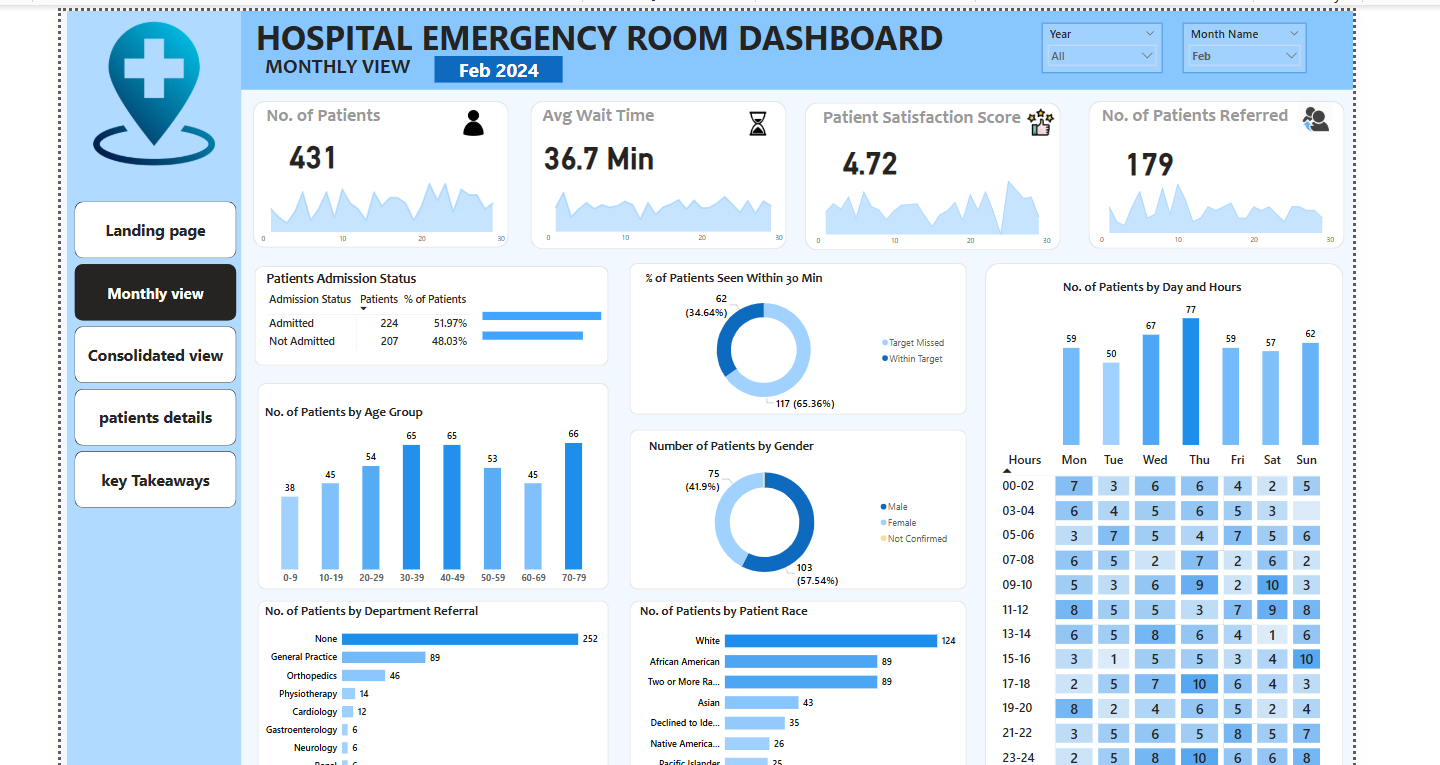 HOSPITAL EMERGENCY ROOM DASHBOARD
MONTHLY VIEW
Feb 2024
Year
All
Month Name
Feb
Landing page
Monthly view
Consolidated view
patients details
key Takeaways
No. of Patients
431
0 10 20 30
Avg Wait Time
36.7 Min
0 10 20 30
Patient Satisfaction Score
4.72
0 10 20 30
No. of Patients Referred
179
0 10 20 30
Patients Admission Status
Admission Status Patients % of Patients
Admitted 224 51.97%
Not Admitted 207 48.03%
% of Patients Seen Within 30 Min
62
(34.64%)
117 (65.36%)
Target Missed
Within Target
No. of Patients by Age Group
38 45 54 65 65 53 45 66
0-9 10-19 20-29 30-39 40-49 50-59 60-69 70-79
Number of Patients by Gender
75
(41.9%)
103
(57.54%)
Male
Female
Not Confirmed
No. of Patients by Department Referral
None 252
General Practice 89
Orthopedics 46
Physiotherapy 14
Cardiology 12
Gastroenterology 6
Neurology 6
No. of Patients by Patient Race
White 124
African American 89
Two or More Ra... 89
Asian 43
Declined to Ide... 35
Native America... 26
Pacific Islander 25
No. of Patients by Day and Hours
59 50 67 77 59 57 62
Hours Mon Tue Wed Thu Fri Sat Sun
00-02 7 3 6 6 4 2 5
03-04 6 4 5 6 5 3
05-06 3 7 5 4 7 5 6
07-08 6 5 2 7 2 6 2
09-10 5 3 6 9 2 10 3
11-12 8 5 5 3 7 9 8
13-14 6 5 8 6 4 1 6
15-16 3 1 5 5 3 4 10
17-18 2 5 7 10 6 4 3
19-20 8 2 4 6 5 2 4
21-22 3 5 6 5 8 5 7
23-24 2 5 8 10 6 6 8